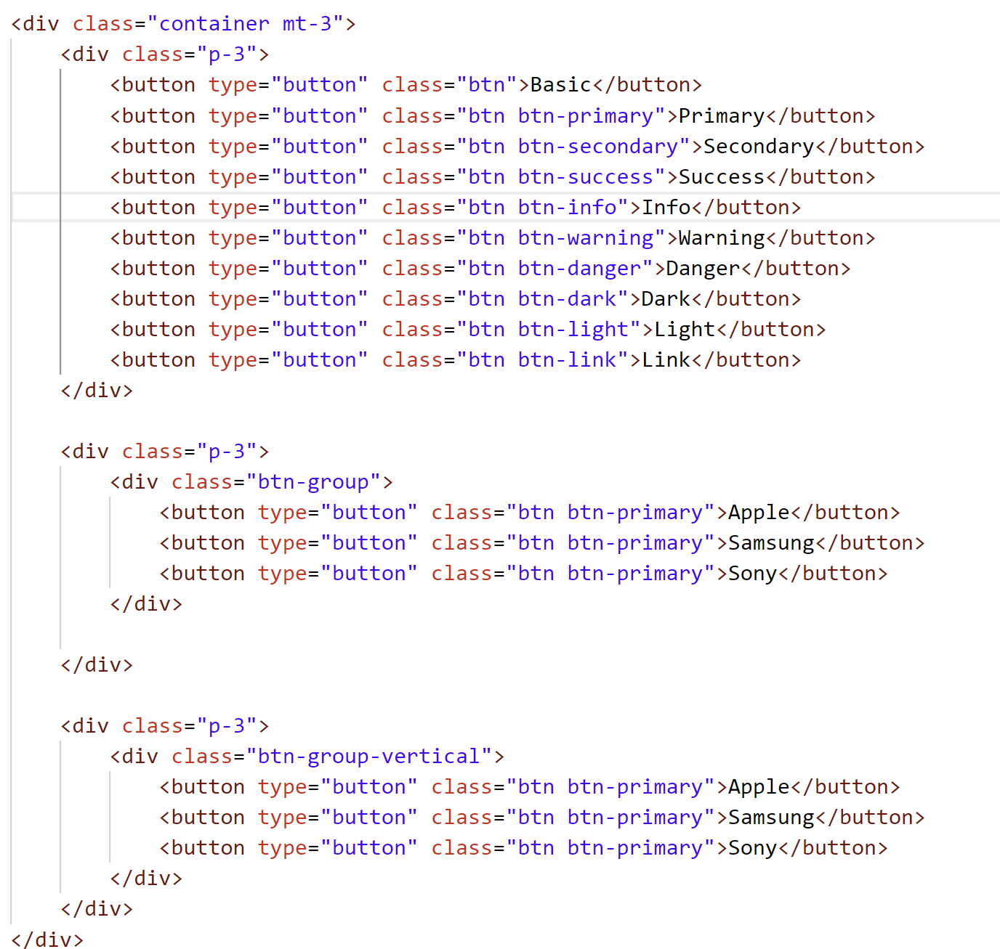 <div class="container mt-3">
    <div class="p-3">
        <button type="button" class="btn">Basic</button>
        <button type="button" class="btn btn-primary">Primary</button>
        <button type="button" class="btn btn-secondary">Secondary</button>
        <button type="button" class="btn btn-success">Success</button>
        <button type="button" class="btn btn-info">Info</button>
        <button type="button" class="btn btn-warning">Warning</button>
        <button type="button" class="btn btn-danger">Danger</button>
        <button type="button" class="btn btn-dark">Dark</button>
        <button type="button" class="btn btn-light">Light</button>
        <button type="button" class="btn btn-link">Link</button>
    </div>

    <div class="p-3">
        <div class="btn-group">
            <button type="button" class="btn btn-primary">Apple</button>
            <button type="button" class="btn btn-primary">Samsung</button>
            <button type="button" class="btn btn-primary">Sony</button>
        </div>

    </div>

    <div class="p-3">
        <div class="btn-group-vertical">
            <button type="button" class="btn btn-primary">Apple</button>
            <button type="button" class="btn btn-primary">Samsung</button>
            <button type="button" class="btn btn-primary">Sony</button>
        </div>
    </div>
</div>